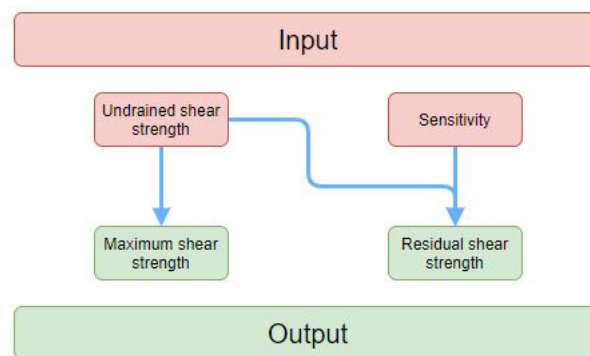 Input
Undrained shear
strength
Sensitivity
Maximum shear
strength
Residual shear
strength
Output